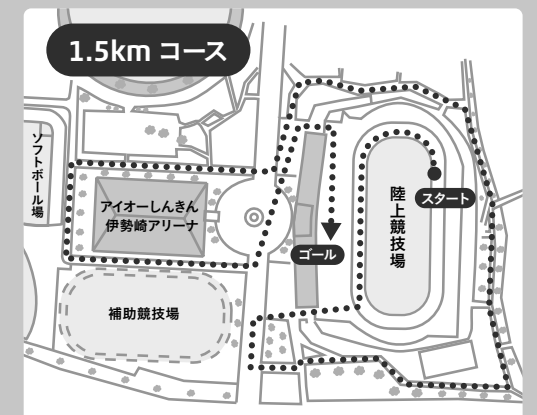 1.5km コース
ソフトボール場
アイオーしんきん
伊勢崎アリーナ
陸上競技場
スタート
ゴール
補助競技場